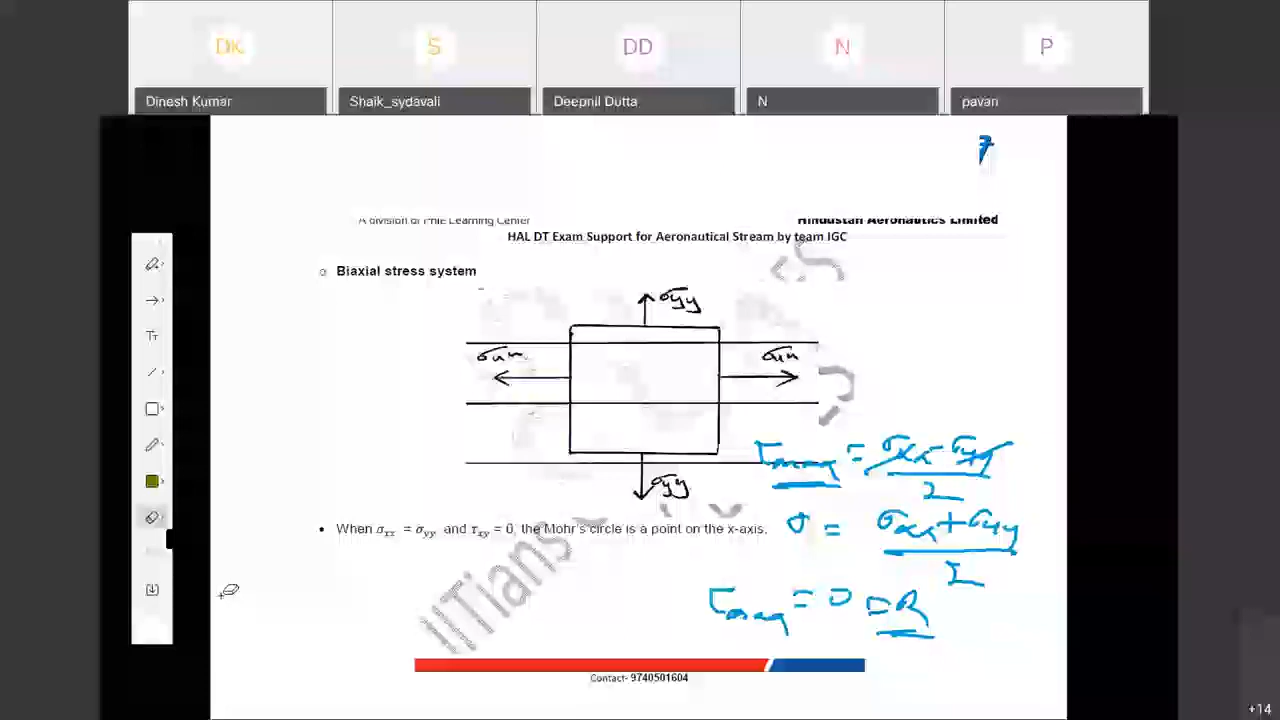 DK S DD N P
Dinesh Kumar Shaik_sydavali Deepnil Dutta N pavan
7
A division of PHIE Learning Center Hindustan Aeronautics Limited
HAL DT Exam Support for Aeronautical Stream by team IGC
o Biaxial stress system
σyy
σxx σxx
σyy
τmax = σxx - σyy / 2
• When σxx = σyy and τxy = 0, the Mohr's circle is a point on the x-axis.
σ = σxx + σyy / 2
τmax = 0 = R
IITians
Contact- 9740501604
+14